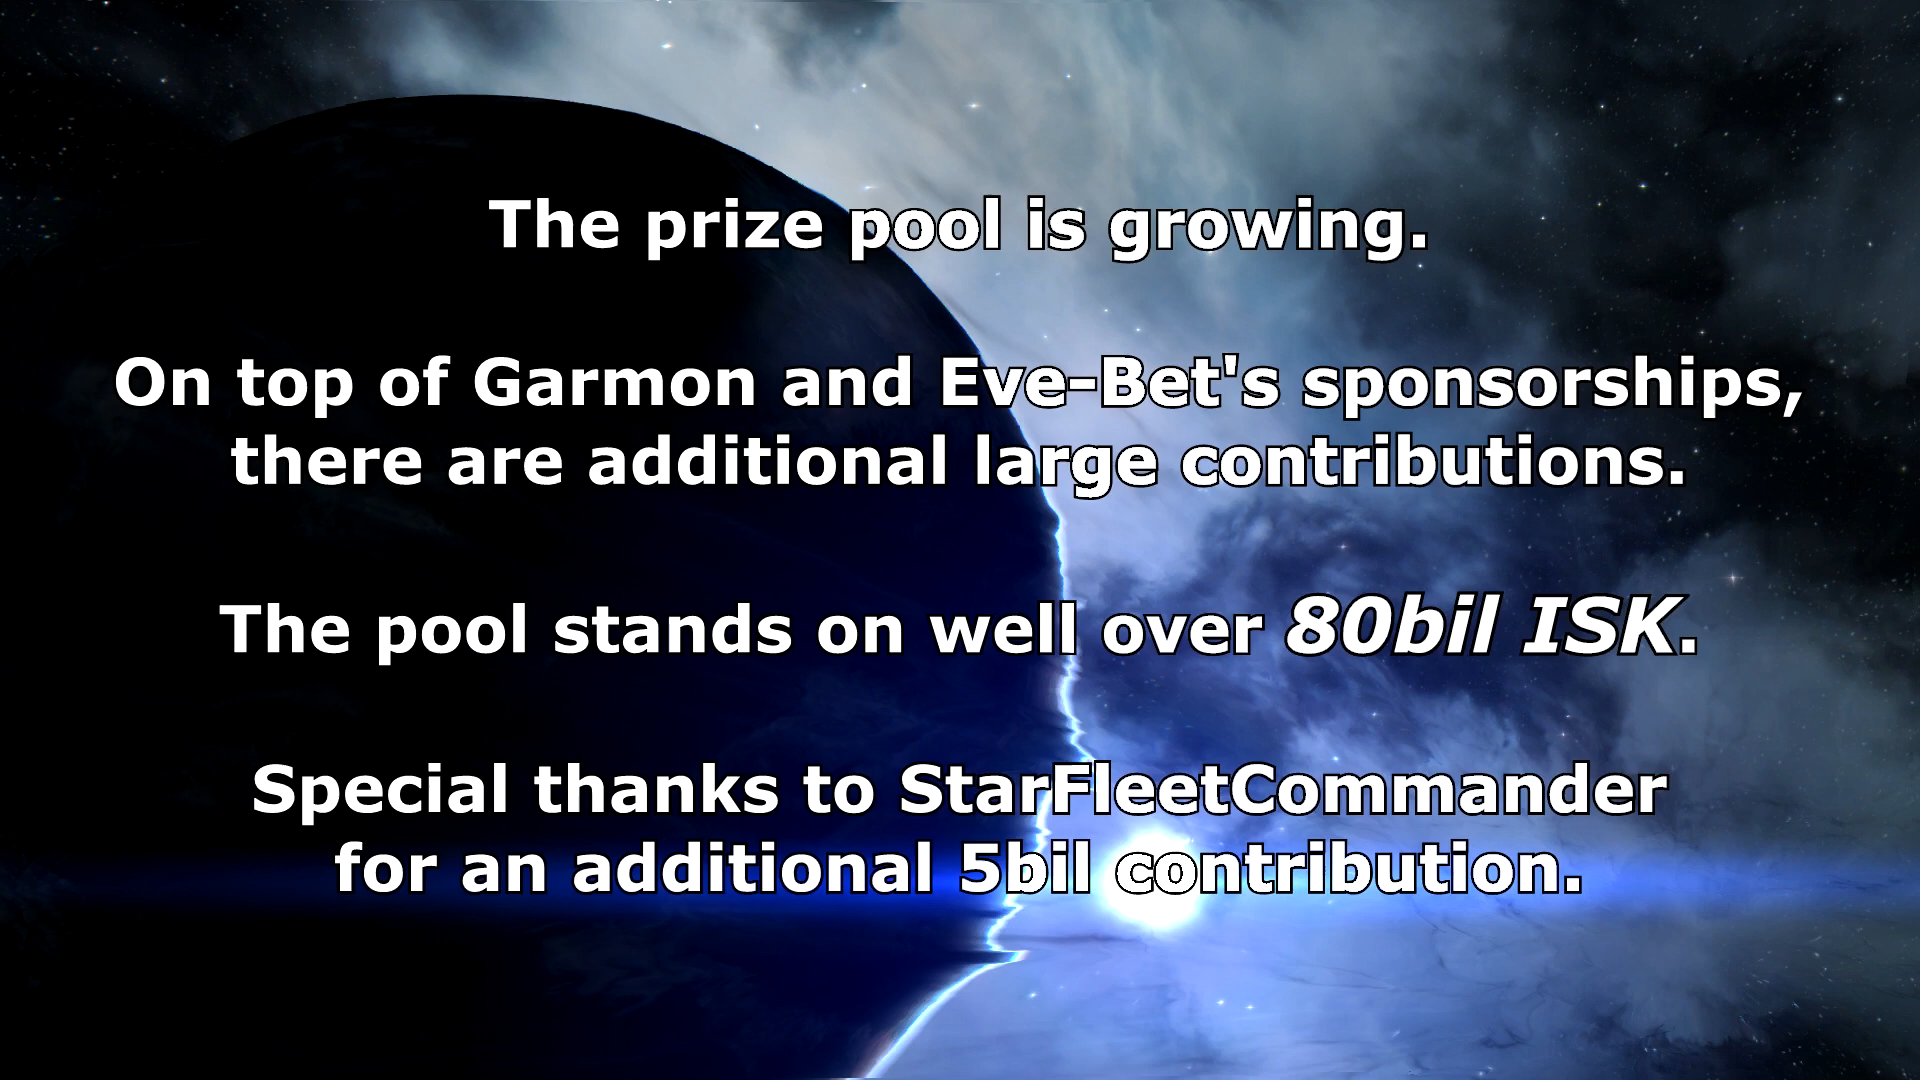 The prize pool is growing.
On top of Garmon and Eve-Bet's sponsorships,
there are additional large contributions.
The pool stands on well over 80bil ISK.
Special thanks to StarFleetCommander
for an additional 5bil contribution.